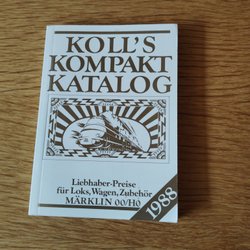 KOLL'S
KOMPAKT
KATALOG
Liebhaber-Preise
für Loks, Wagen, Zubehör
MÄRKLIN 00/H0
1988